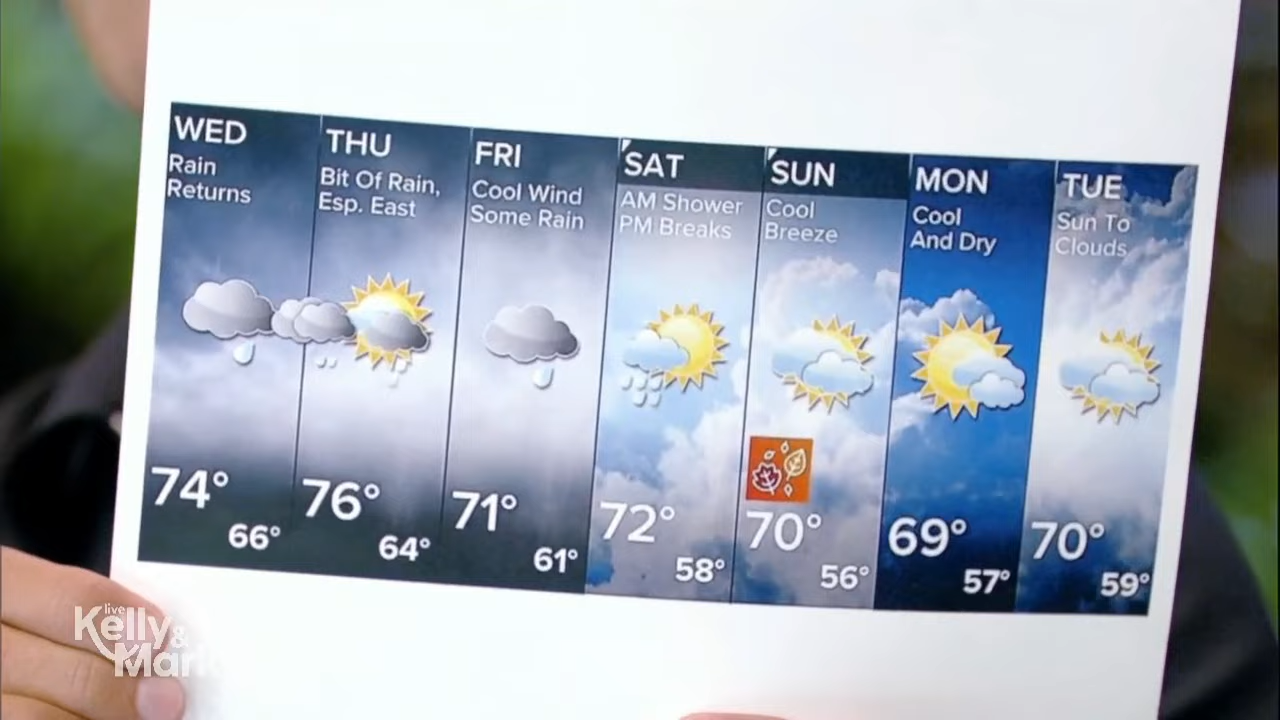 WED
Rain
Returns
74°
66°
THU
Bit Of Rain,
Esp. East
76°
64°
FRI
Cool Wind
Some Rain
71°
61°
SAT
AM Shower
PM Breaks
72°
58°
SUN
Cool
Breeze
70°
56°
MON
Cool
And Dry
69°
57°
TUE
Sun To
Clouds
70°
59°
live
Kelly
&
Mark